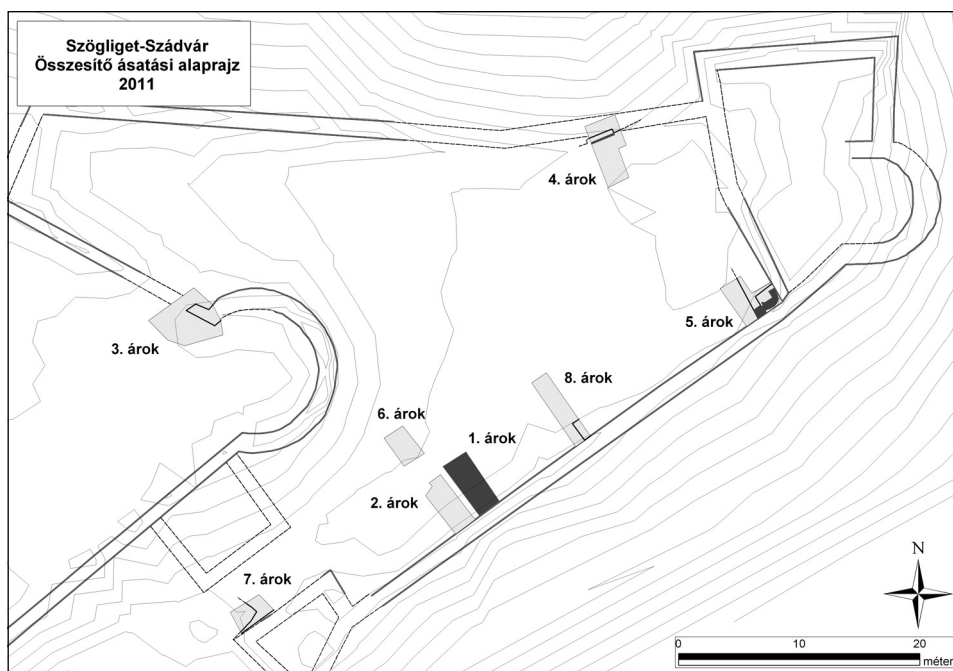 Szögliget-Szádvár
Összesítő ásatási alaprajz
2011
4. árok
3. árok
5. árok
8. árok
6. árok
1. árok
2. árok
7. árok
N
0 10 20
méter